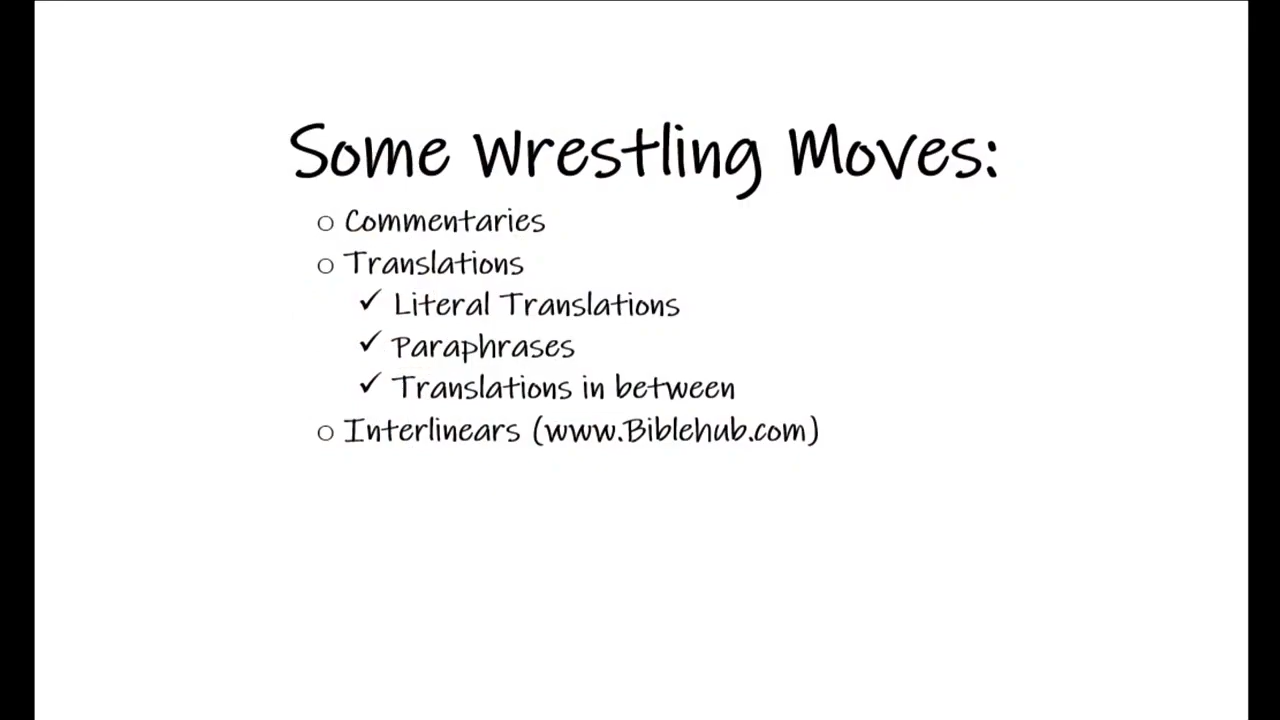 Some Wrestling Moves:
○ Commentaries
○ Translations
✓ Literal Translations
✓ Paraphrases
✓ Translations in between
○ Interlinears (www.Biblehub.com)